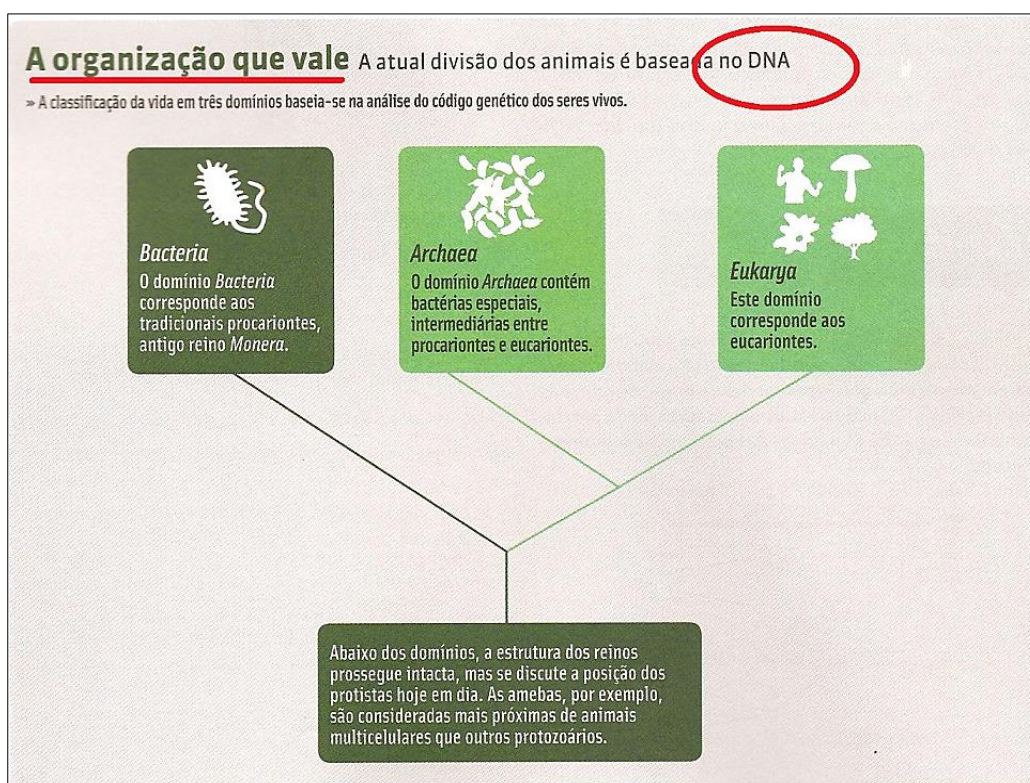 A organização que vale A atual divisão dos animais é baseada no DNA
» A classificação da vida em três domínios baseia-se na análise do código genético dos seres vivos.
Bacteria
O domínio Bacteria
corresponde aos
tradicionais procariontes,
antigo reino Monera.
Archaea
O domínio Archaea contém
bactérias especiais,
intermediárias entre
procariontes e eucariontes.
Eukarya
Este domínio
corresponde aos
eucariontes.
Abaixo dos domínios, a estrutura dos reinos
prossegue intacta, mas se discute a posição dos
protistas hoje em dia. As amebas, por exemplo,
são consideradas mais próximas de animais
multicelulares que outros protozoários.